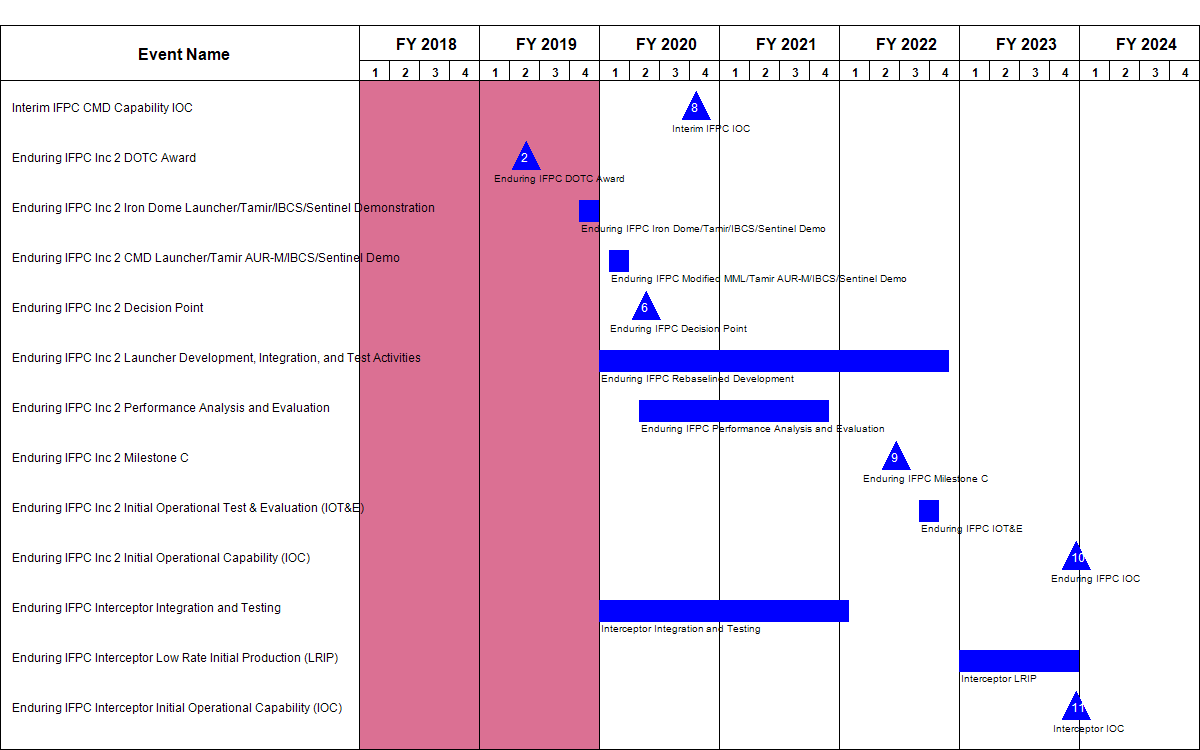 Event Name
FY 2018 FY 2019 FY 2020 FY 2021 FY 2022 FY 2023 FY 2024
1 2 3 4 1 2 3 4 1 2 3 4 1 2 3 4 1 2 3 4 1 2 3 4 1 2 3 4
Interim IFPC CMD Capability IOC
8
Interim IFPC IOC
Enduring IFPC Inc 2 DOTC Award
2
Enduring IFPC DOTC Award
Enduring IFPC Inc 2 Iron Dome Launcher/Tamir/IBCS/Sentinel Demonstration
Enduring IFPC Iron Dome/Tamir/IBCS/Sentinel Demo
Enduring IFPC Inc 2 CMD Launcher/Tamir AUR-M/IBCS/Sentinel Demo
Enduring IFPC Modified MML/Tamir AUR-M/IBCS/Sentinel Demo
Enduring IFPC Inc 2 Decision Point
6
Enduring IFPC Decision Point
Enduring IFPC Inc 2 Launcher Development, Integration, and Test Activities
Enduring IFPC Rebaselined Development
Enduring IFPC Inc 2 Performance Analysis and Evaluation
Enduring IFPC Performance Analysis and Evaluation
Enduring IFPC Inc 2 Milestone C
9
Enduring IFPC Milestone C
Enduring IFPC Inc 2 Initial Operational Test & Evaluation (IOT&E)
Enduring IFPC IOT&E
Enduring IFPC Inc 2 Initial Operational Capability (IOC)
10
Enduring IFPC IOC
Enduring IFPC Interceptor Integration and Testing
Interceptor Integration and Testing
Enduring IFPC Interceptor Low Rate Initial Production (LRIP)
Interceptor LRIP
Enduring IFPC Interceptor Initial Operational Capability (IOC)
11
Interceptor IOC